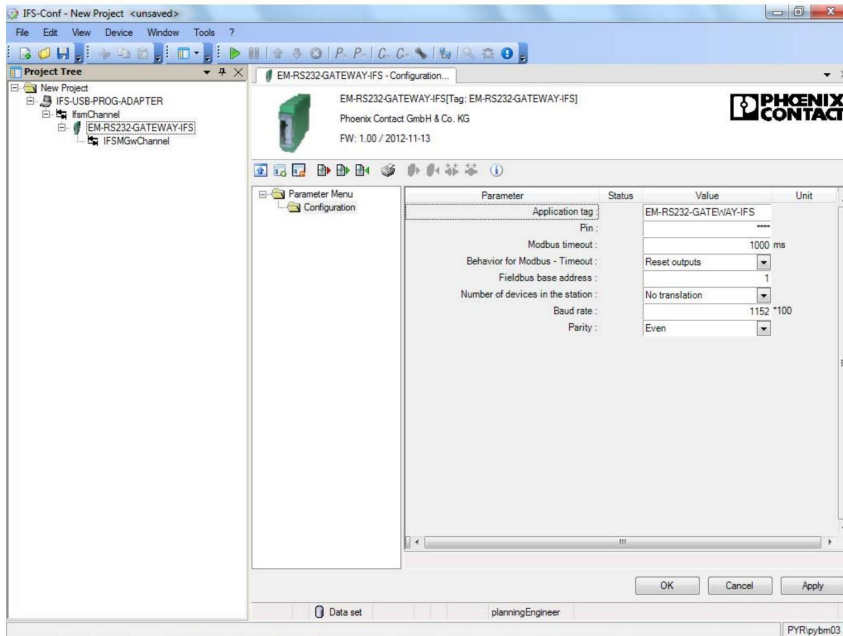 IFS-Conf - New Project <unsaved>
File Edit View Device Window Tools ?
Project Tree
New Project
IFS-USB-PROG-ADAPTER
IfsmChannel
EM-RS232-GATEWAY-IFS
IFSMGwChannel
EM-RS232-GATEWAY-IFS - Configuration...
EM-RS232-GATEWAY-IFS[Tag: EM-RS232-GATEWAY-IFS]
Phoenix Contact GmbH & Co. KG
FW: 1.00 / 2012-11-13
PHŒNIX
CONTACT
Parameter Menu
Configuration
Parameter Status Value Unit
Application tag : EM-RS232-GATEWAY-IFS
Pin : ****
Modbus timeout : 1000 ms
Behavior for Modbus - Timeout : Reset outputs
Fieldbus base address : 1
Number of devices in the station : No translation
Baud rate : 1152 *100
Parity : Even
OK Cancel Apply
Data set planningEngineer
PYR\pybm03